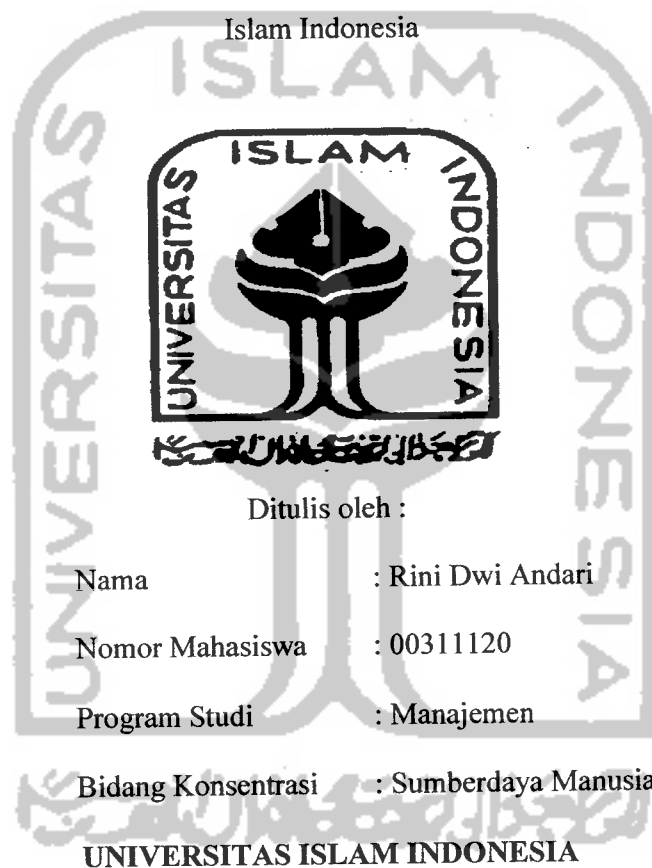 Islam Indonesia
UNIVERSITAS ISLAM INDONESIA
Ditulis oleh :
Nama : Rini Dwi Andari
Nomor Mahasiswa : 00311120
Program Studi : Manajemen
Bidang Konsentrasi : Sumberdaya Manusia
UNIVERSITAS ISLAM INDONESIA